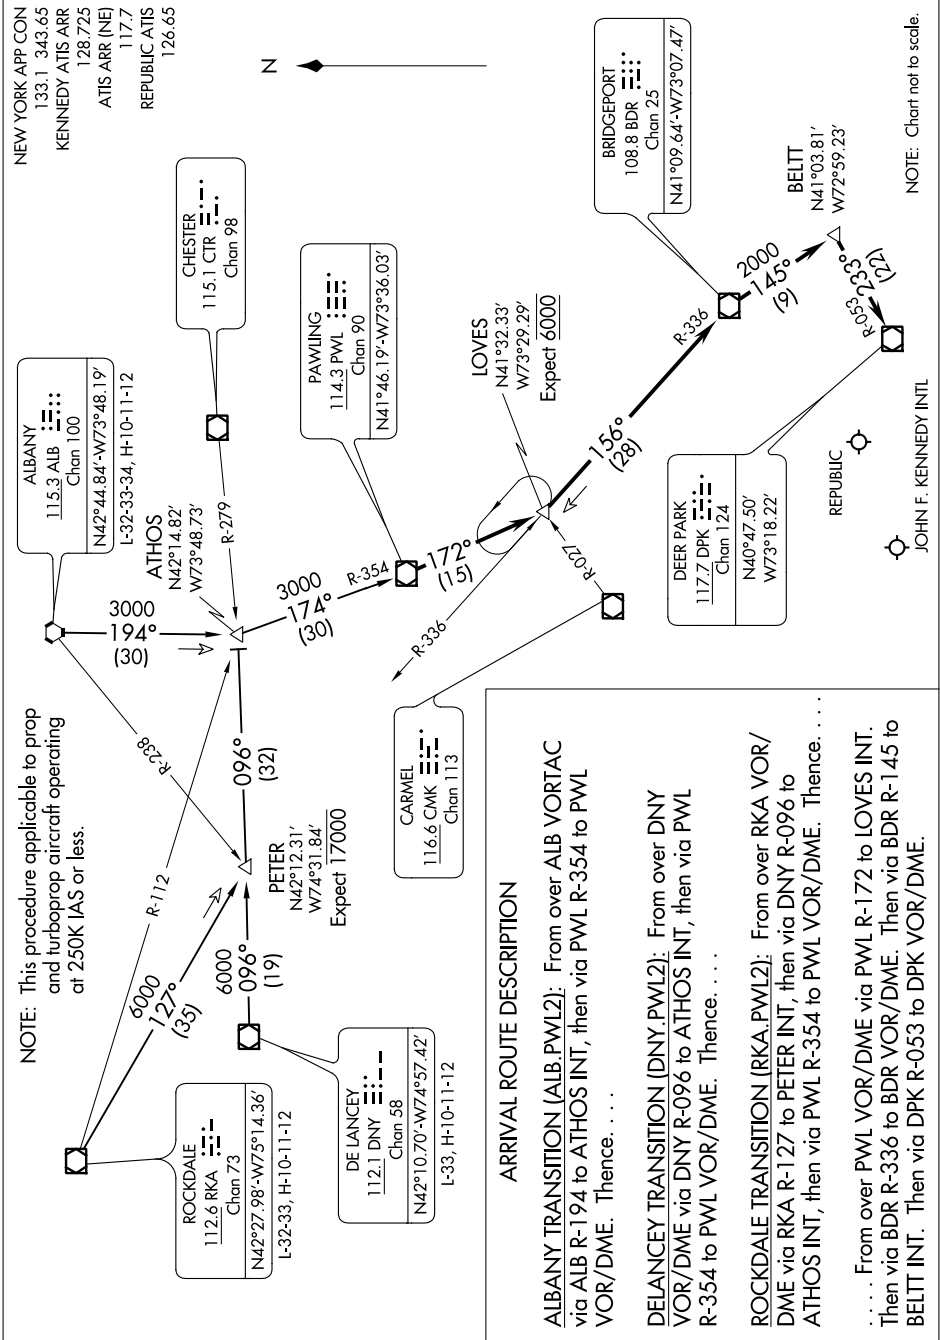 NEW YORK APP CON
133.1 343.65
KENNEDY ATIS ARR
128.725
ATIS ARR (NE)
117.7
REPUBLIC ATIS
126.65
N
NOTE: This procedure applicable to prop
and turboprop aircraft operating
at 250K IAS or less.
ALBANY
115.3 ALB
Chan 100
N42°44.84'-W73°48.19'
L-32-33-34, H-10-11-12
CHESTER
115.1 CTR
Chan 98
ROCKDALE
112.6 RKA
Chan 73
N42°27.98'-W75°14.36'
L-32-33, H-10-11-12
DE LANCEY
112.1 DNY
Chan 58
N42°10.70'-W74°57.42'
L-33, H-10-11-12
6000
127°
(35)
R-112
6000
096°
(19)
PETER
N42°12.31'
W74°31.84'
Expect 17000
R-238
096°
(32)
3000
194°
(30)
ATHOS
N42°14.82'
W73°48.73'
R-279
3000
174°
(30)
R-354
PAWLING
114.3 PWL
Chan 90
N41°46.19'-W73°36.03'
172°
(15)
R-336
CARMEL
116.6 CMK
Chan 113
R-027
LOVES
N41°32.33'
W73°29.29'
Expect 6000
156°
(28)
R-336
BRIDGEPORT
108.8 BDR
Chan 25
N41°09.64'-W73°07.47'
2000
145°
(9)
BELTT
N41°03.81'
W72°59.23'
R-053
233°
(22)
DEER PARK
117.7 DPK
Chan 124
N40°47.50'
W73°18.22'
REPUBLIC
JOHN F. KENNEDY INTL
NOTE: Chart not to scale.
ARRIVAL ROUTE DESCRIPTION
ALBANY TRANSITION (ALB.PWL2): From over ALB VORTAC
via ALB R-194 to ATHOS INT, then via PWL R-354 to PWL
VOR/DME. Thence. . . .
DELANCEY TRANSITION (DNY.PWL2): From over DNY
VOR/DME via DNY R-096 to ATHOS INT, then via PWL
R-354 to PWL VOR/DME. Thence. . . .
ROCKDALE TRANSITION (RKA.PWL2): From over RKA VOR/
DME via RKA R-127 to PETER INT, then via DNY R-096 to
ATHOS INT, then via PWL R-354 to PWL VOR/DME. Thence. . . .
. . . . From over PWL VOR/DME via PWL R-172 to LOVES INT.
Then via BDR R-336 to BDR VOR/DME. Then via BDR R-145 to
BELTT INT. Then via DPK R-053 to DPK VOR/DME.